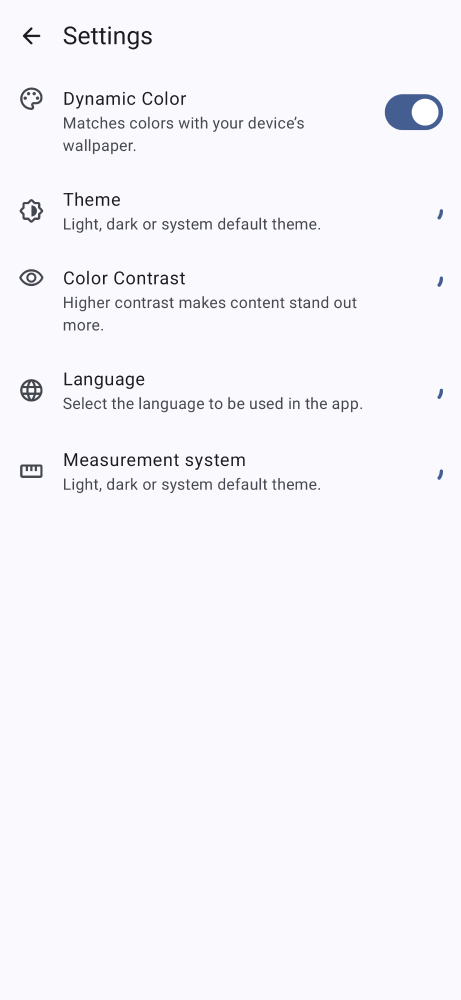 Settings
Dynamic Color
Matches colors with your device’s
wallpaper.
Theme
Light, dark or system default theme.
Color Contrast
Higher contrast makes content stand out
more.
Language
Select the language to be used in the app.
Measurement system
Light, dark or system default theme.